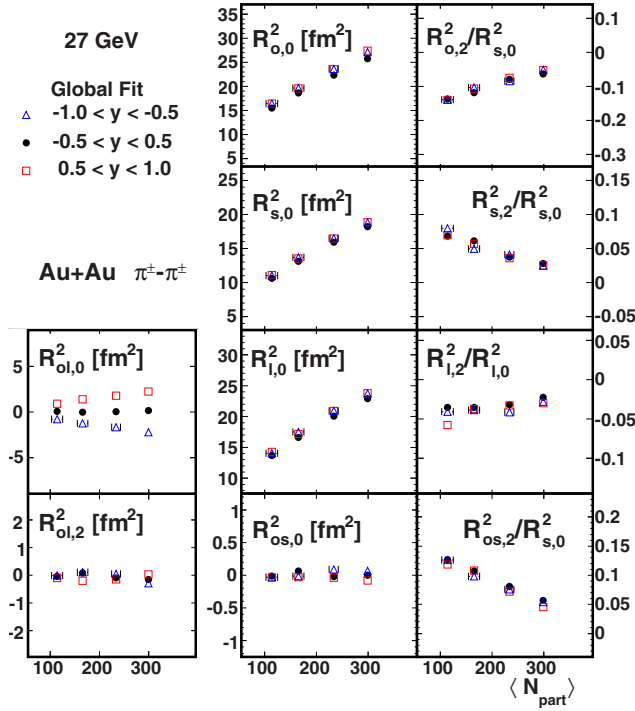 27 GeV
Global Fit
-1.0 < y < -0.5
-0.5 < y < 0.5
0.5 < y < 1.0
Au+Au π±-π±
R²o,0 [fm²]
35
30
25
20
15
10
5
R²o,2/R²s,0
0.1
0
-0.1
-0.2
-0.3
R²s,0 [fm²]
25
20
15
10
5
R²s,2/R²s,0
0.15
0.1
0.05
0
-0.05
R²ol,0 [fm²]
5
0
-5
R²l,0 [fm²]
30
25
20
15
10
R²l,2/R²l,0
0.05
0
-0.05
-0.1
R²ol,2 [fm²]
2
1
0
-1
-2
R²os,0 [fm²]
1
0.5
0
-0.5
-1
R²os,2/R²s,0
0.2
0.15
0.10
0.05
0
100 200 300
100 200 300
100 200 300
⟨ Npart ⟩